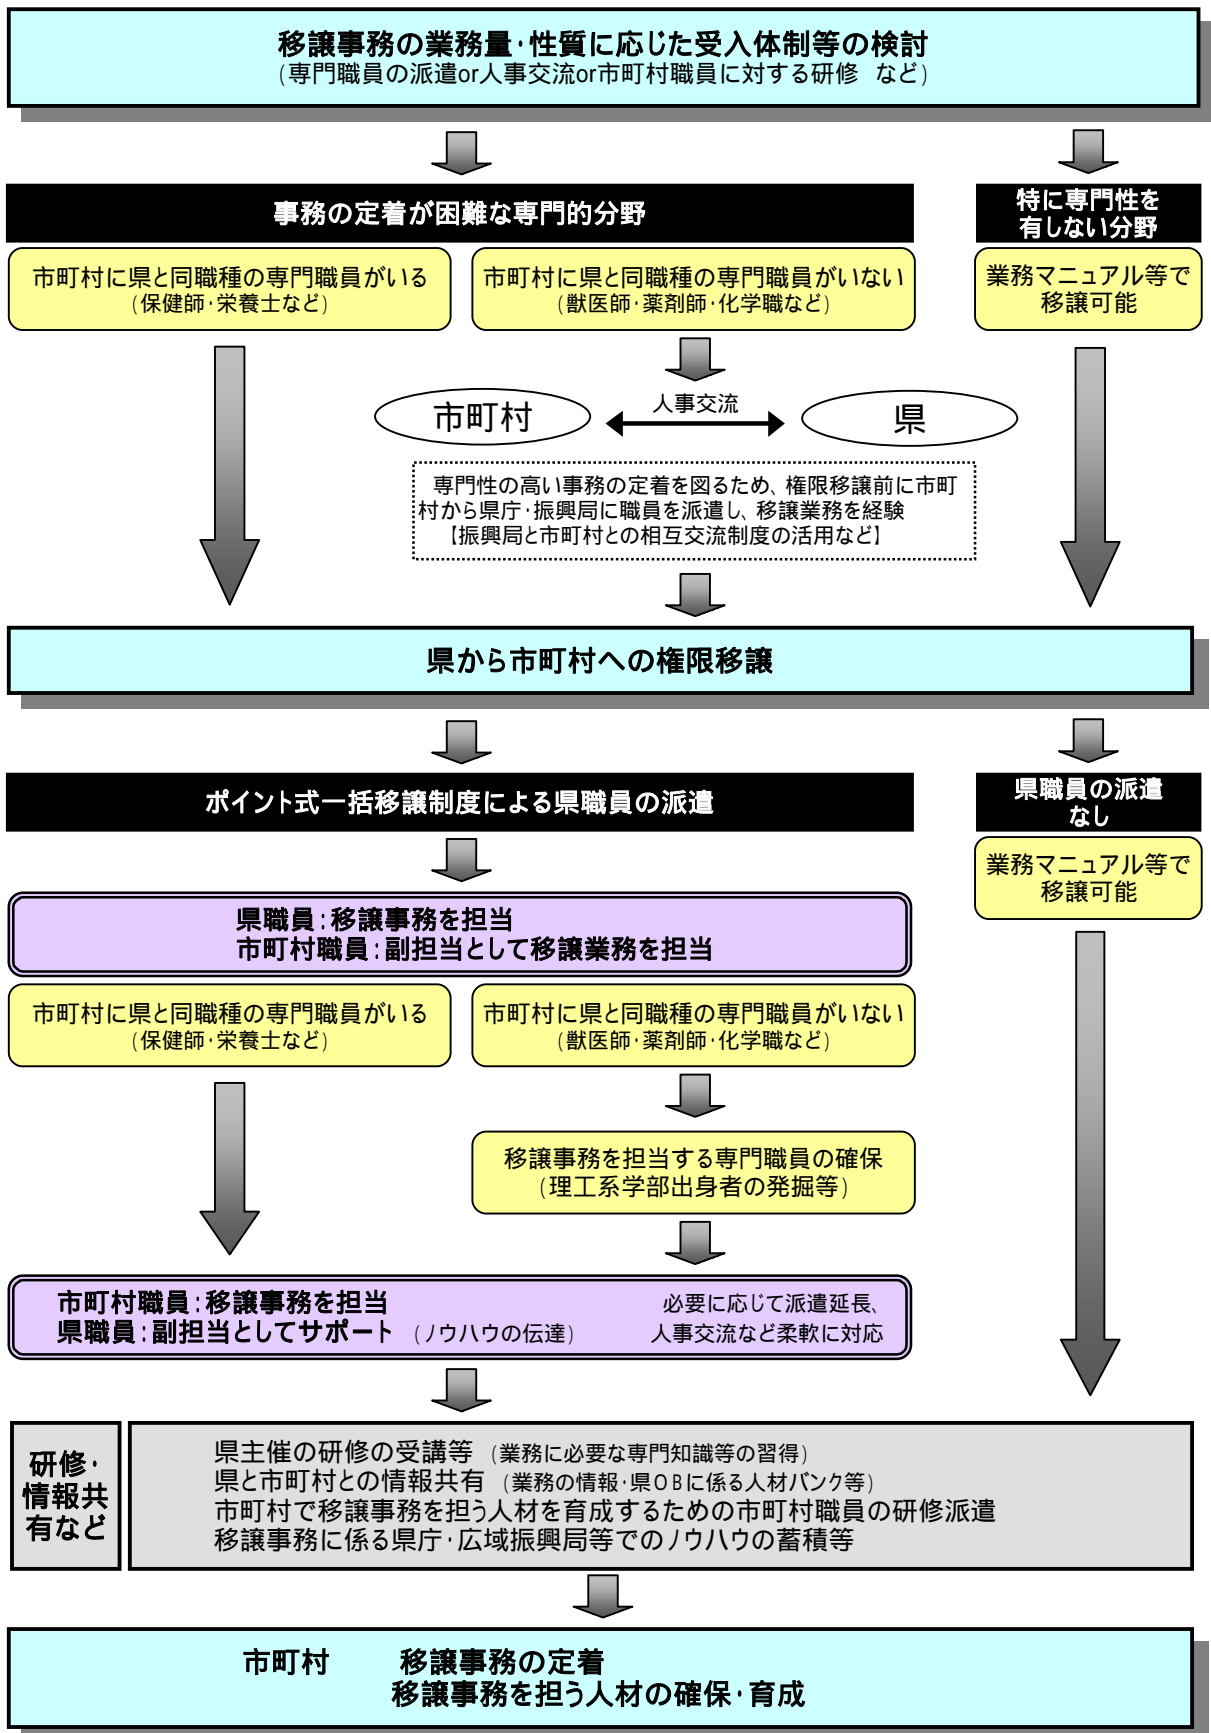 移譲事務の業務量・性質に応じた受入体制等の検討
(専門職員の派遣or人事交流or市町村職員に対する研修 など)
事務の定着が困難な専門的分野
特に専門性を
有しない分野
市町村に県と同職種の専門職員がいる
(保健師・栄養士など)
市町村に県と同職種の専門職員がいない
(獣医師・薬剤師・化学職など)
業務マニュアル等で
移譲可能
市町村
人事交流
県
専門性の高い事務の定着を図るため、権限移譲前に市町
村から県庁・振興局に職員を派遣し、移譲業務を経験
【振興局と市町村との相互交流制度の活用など】
県から市町村への権限移譲
ポイント式一括移譲制度による県職員の派遣
県職員の派遣
なし
業務マニュアル等で
移譲可能
県職員:移譲事務を担当
市町村職員:副担当として移譲業務を担当
市町村に県と同職種の専門職員がいる
(保健師・栄養士など)
市町村に県と同職種の専門職員がいない
(獣医師・薬剤師・化学職など)
移譲事務を担当する専門職員の確保
(理工系学部出身者の発掘等)
市町村職員:移譲事務を担当
県職員:副担当としてサポート (ノウハウの伝達)
必要に応じて派遣延長、
人事交流など柔軟に対応
研修・
情報共
有など
県主催の研修の受講等 (業務に必要な専門知識等の習得)
県と市町村との情報共有 (業務の情報・県OBに係る人材バンク等)
市町村で移譲事務を担う人材を育成するための市町村職員の研修派遣
移譲事務に係る県庁・広域振興局等でのノウハウの蓄積等
市町村 移譲事務の定着
移譲事務を担う人材の確保・育成